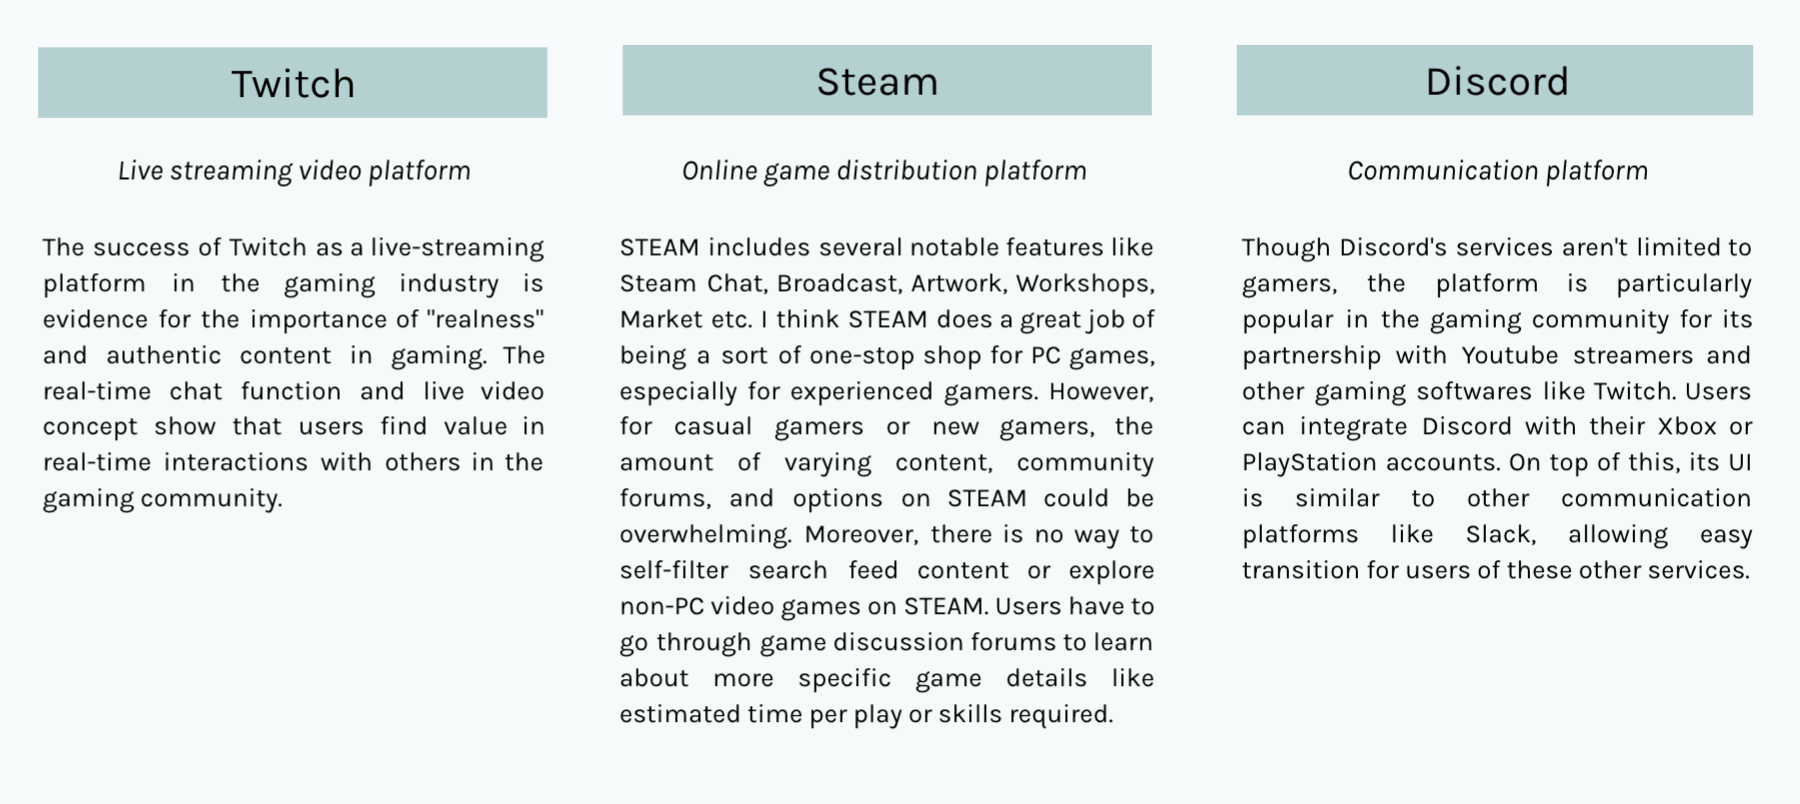 Twitch
Live streaming video platform
The success of Twitch as a live-streaming
platform in the gaming industry is
evidence for the importance of "realness"
and authentic content in gaming. The
real-time chat function and live video
concept show that users find value in
real-time interactions with others in the
gaming community.
Steam
Online game distribution platform
STEAM includes several notable features like
Steam Chat, Broadcast, Artwork, Workshops,
Market etc. I think STEAM does a great job of
being a sort of one-stop shop for PC games,
especially for experienced gamers. However,
for casual gamers or new gamers, the
amount of varying content, community
forums, and options on STEAM could be
overwhelming. Moreover, there is no way to
self-filter search feed content or explore
non-PC video games on STEAM. Users have to
go through game discussion forums to learn
about more specific game details like
estimated time per play or skills required.
Discord
Communication platform
Though Discord's services aren't limited to
gamers, the platform is particularly
popular in the gaming community for its
partnership with Youtube streamers and
other gaming softwares like Twitch. Users
can integrate Discord with their Xbox or
PlayStation accounts. On top of this, its UI
is similar to other communication
platforms like Slack, allowing easy
transition for users of these other services.